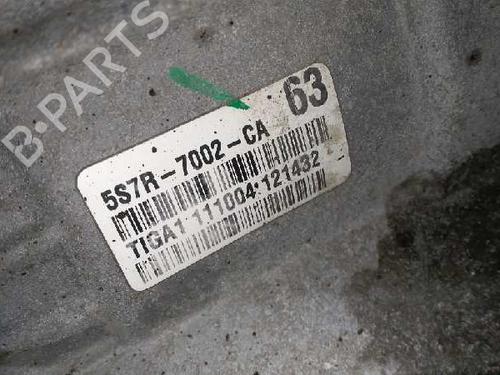 B-PARTS
63
5S7R-7002-CA
TIGA1 111004*121432